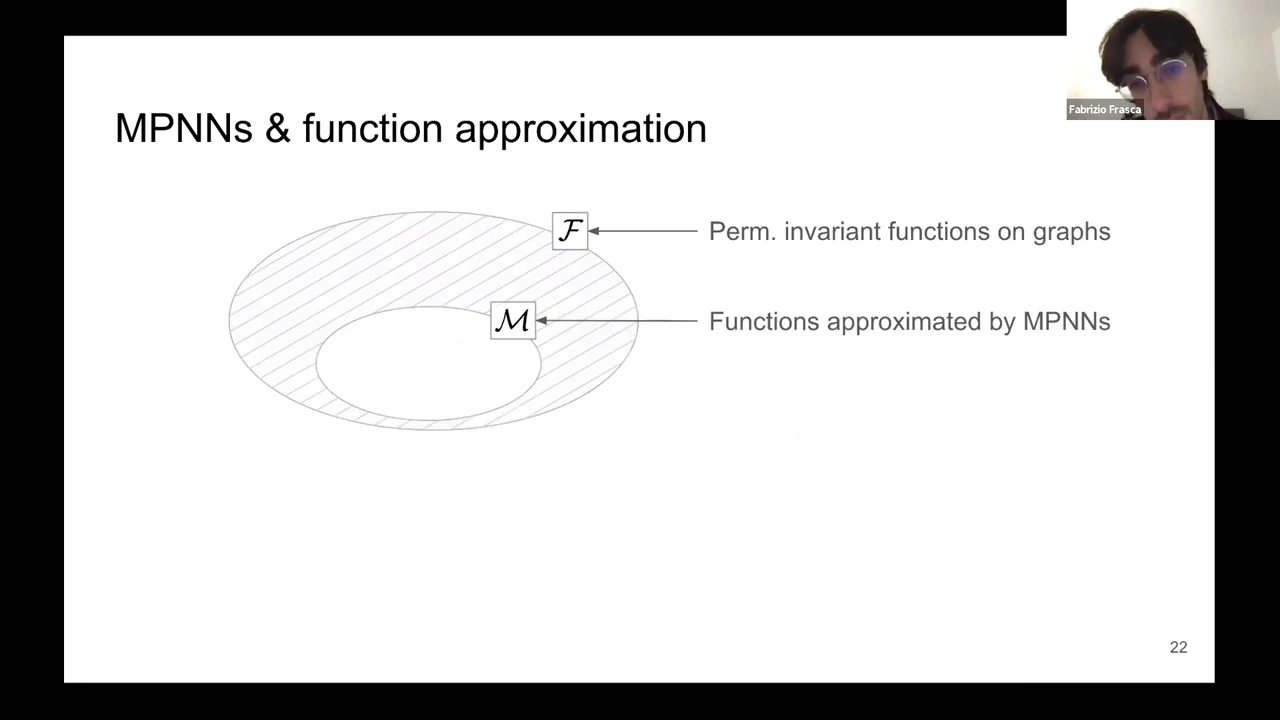 Fabrizio Frasca
MPNNs & function approximation
ℱ
Perm. invariant functions on graphs
ℳ
Functions approximated by MPNNs
22